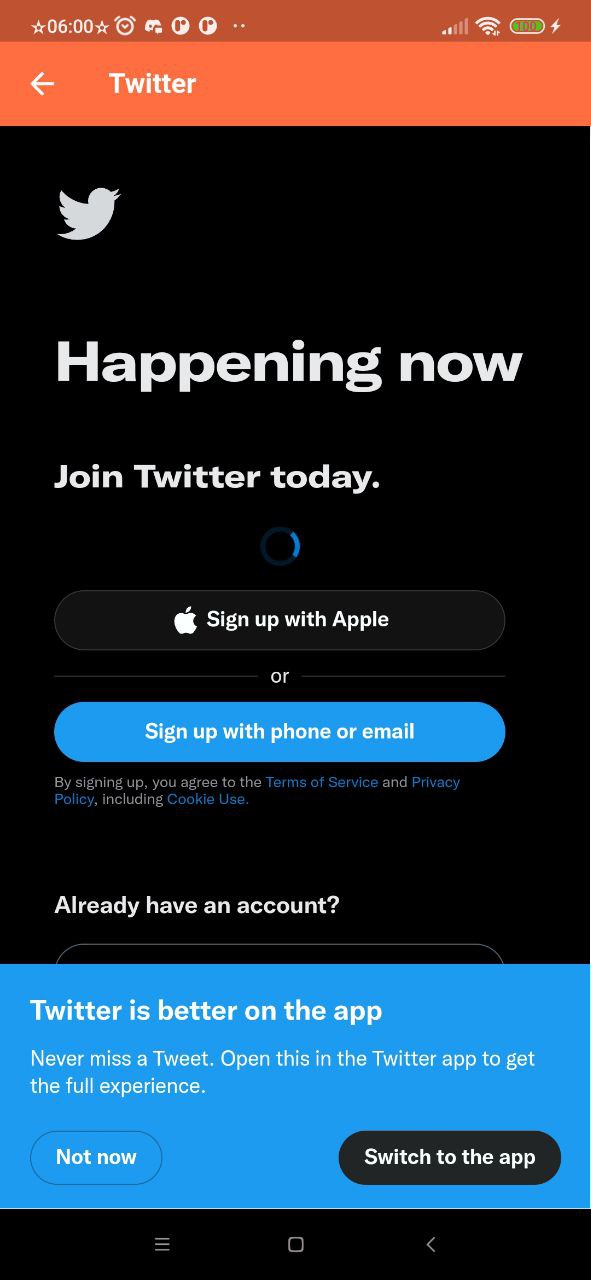 ☆06:00☆
100
Twitter
Happening now
Join Twitter today.
Sign up with Apple
or
Sign up with phone or email
By signing up, you agree to the Terms of Service and Privacy
Policy, including Cookie Use.
Already have an account?
Twitter is better on the app
Never miss a Tweet. Open this in the Twitter app to get
the full experience.
Not now
Switch to the app